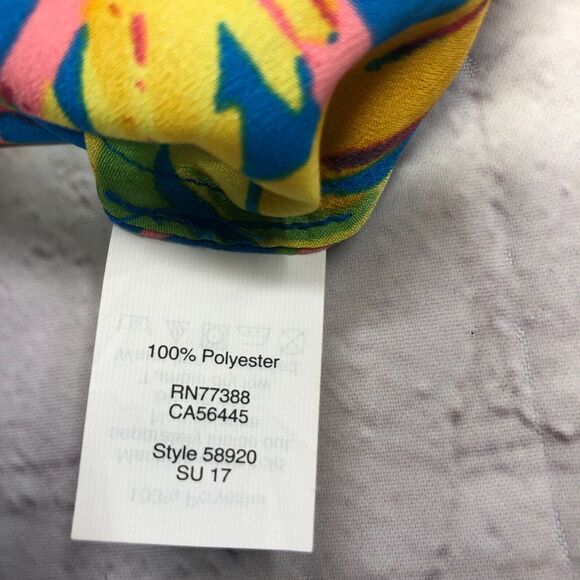 100% Polyester
RN77388
CA56445
Style 58920
SU 17